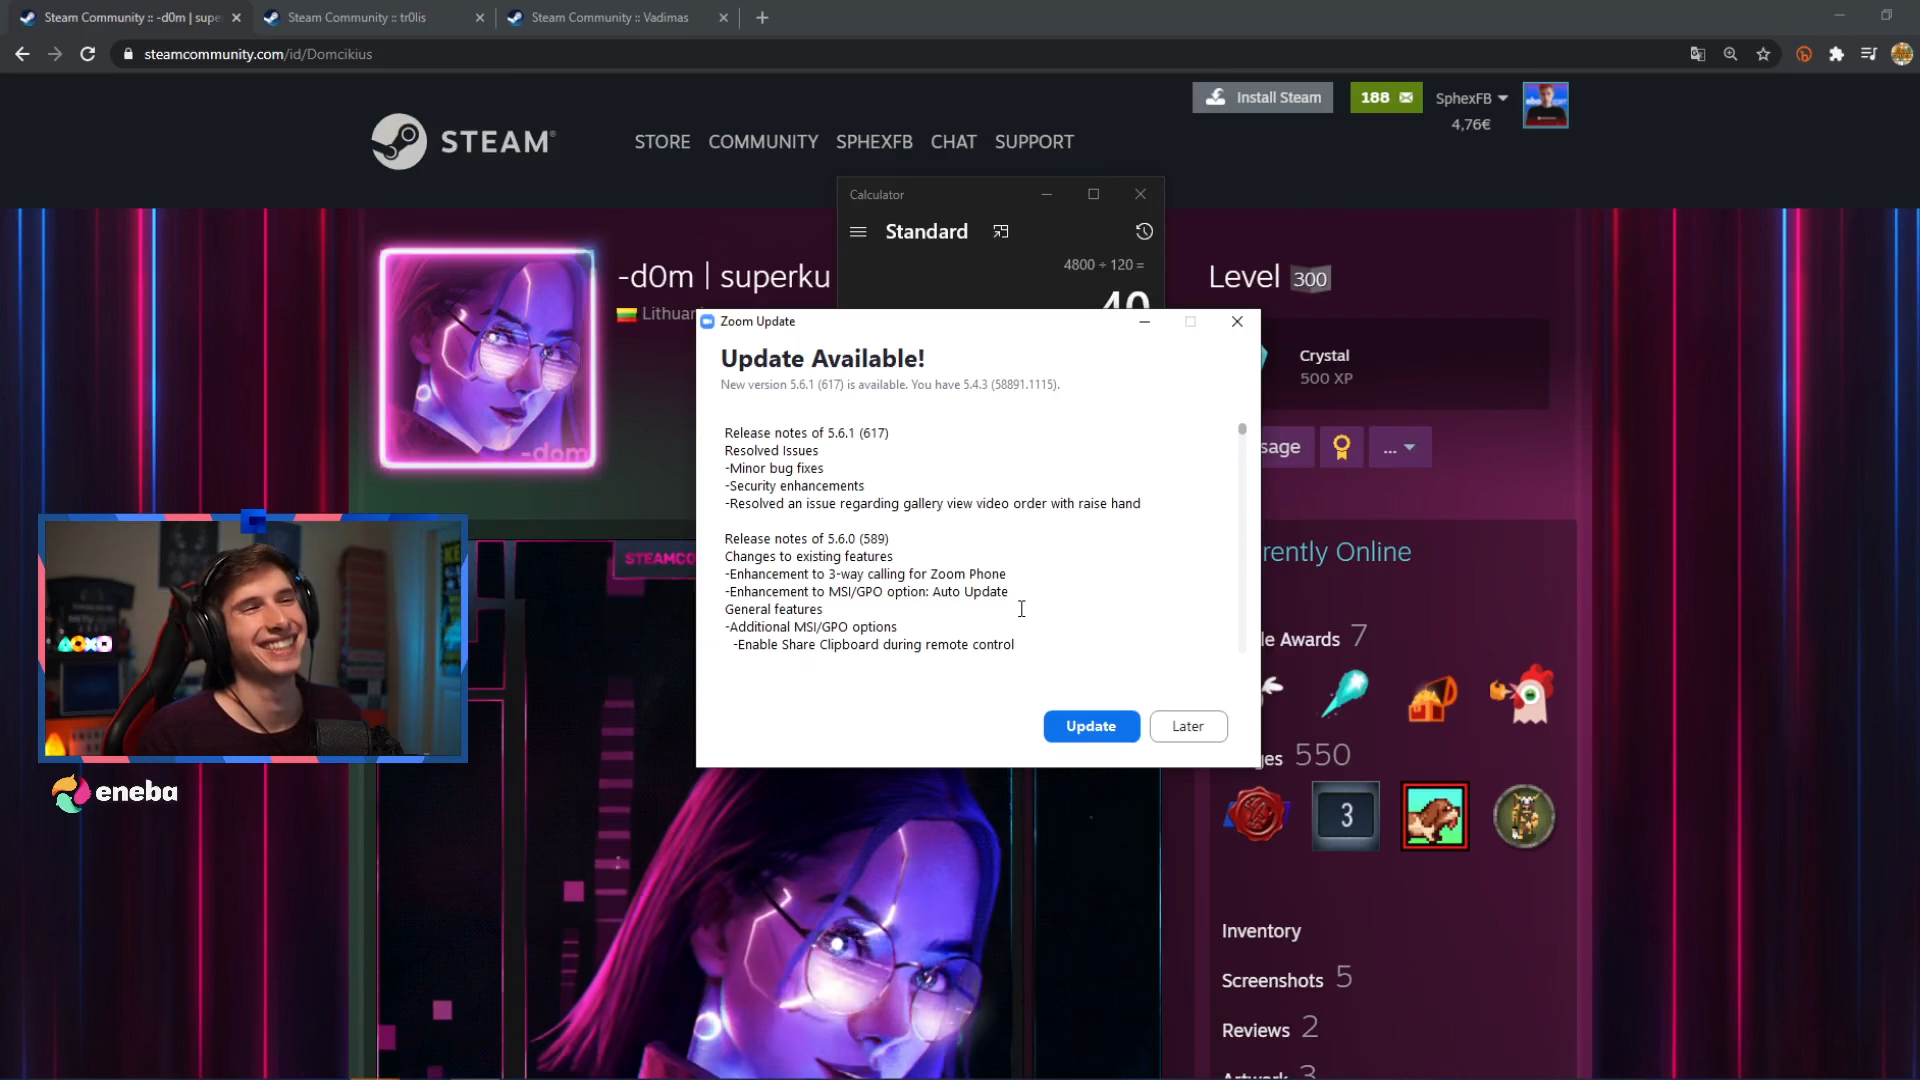 Steam Community :: -d0m | supe
Steam Community :: tr0lis
Steam Community :: Vadimas
steamcommunity.com/id/Domcikius
Install Steam
188
SphexFB
4,76€
STEAM
STORE
COMMUNITY
SPHEXFB
CHAT
SUPPORT
Calculator
Standard
4800 ÷ 120 =
40
-d0m | superku
Lithuan
Level 300
Crystal
500 XP
Zoom Update
Update Available!
New version 5.6.1 (617) is available. You have 5.4.3 (58891.1115).
Release notes of 5.6.1 (617)
Resolved Issues
-Minor bug fixes
-Security enhancements
-Resolved an issue regarding gallery view video order with raise hand
Release notes of 5.6.0 (589)
Changes to existing features
-Enhancement to 3-way calling for Zoom Phone
-Enhancement to MSI/GPO option: Auto Update
General features
-Additional MSI/GPO options
-Enable Share Clipboard during remote control
Update
Later
-dom
STEAMCO
sage
...
rently Online
le Awards 7
ges 550
3
Inventory
Screenshots 5
Reviews 2
Artwork 3
eneba